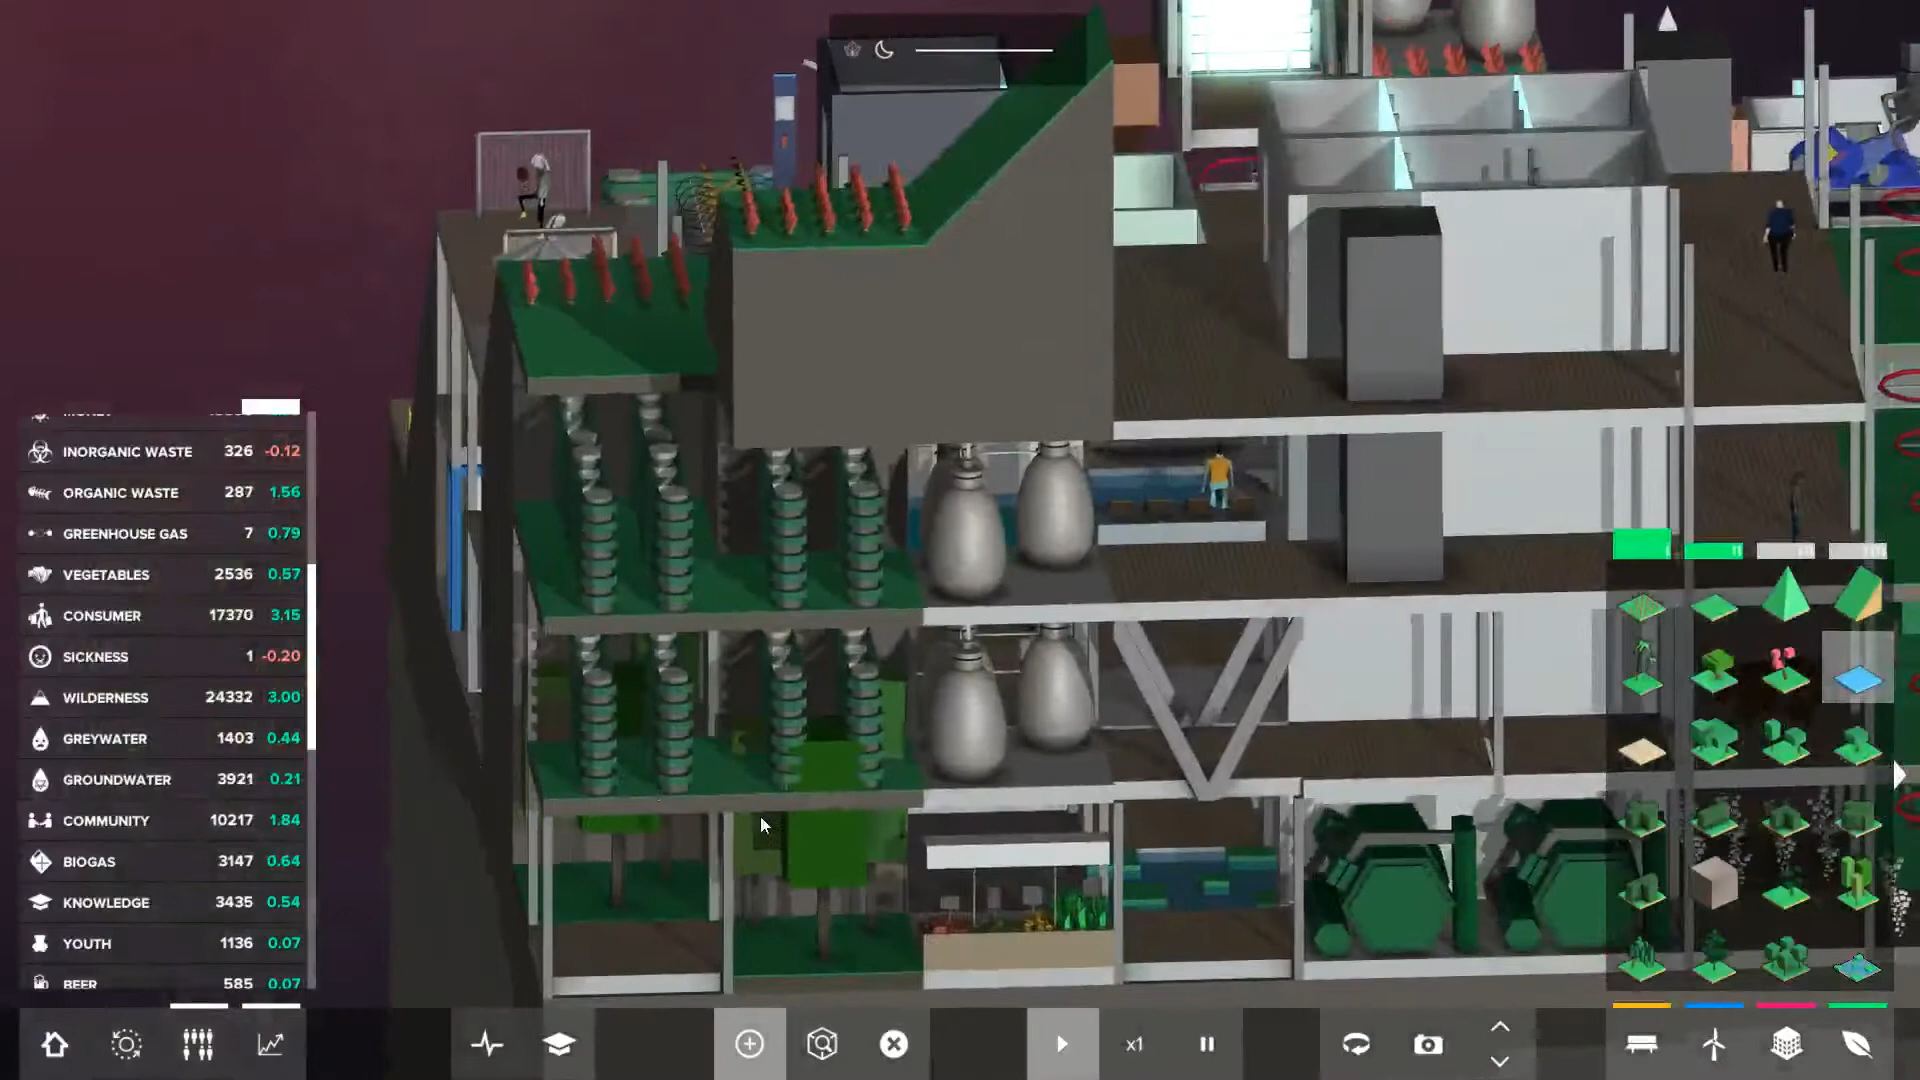 INORGANIC WASTE 326 -0.12
ORGANIC WASTE 287 1.56
GREENHOUSE GAS 7 0.79
VEGETABLES 2536 0.57
CONSUMER 17370 3.15
SICKNESS 1 -0.20
WILDERNESS 24332 3.00
GREYWATER 1403 0.44
GROUNDWATER 3921 0.21
COMMUNITY 10217 1.84
BIOGAS 3147 0.64
KNOWLEDGE 3435 0.54
YOUTH 1136 0.07
BEER 585 0.07
x1